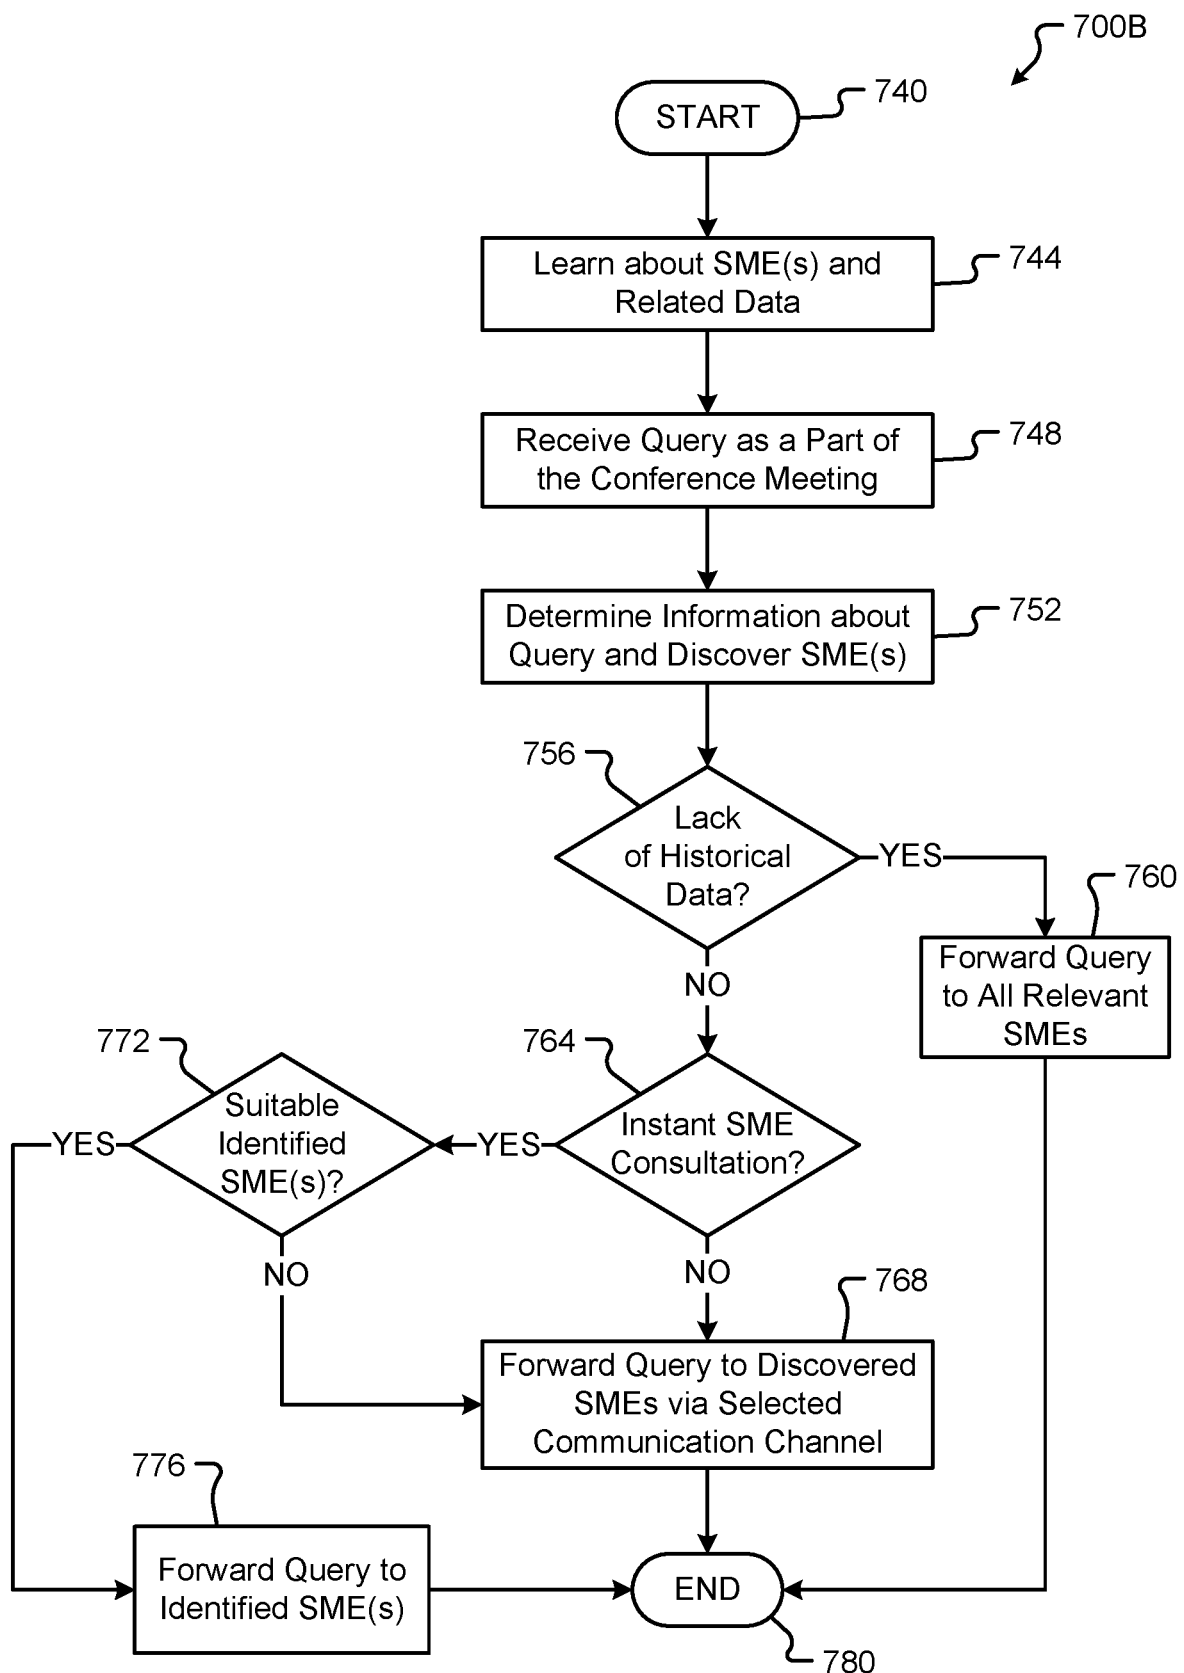 700B
START
740
Learn about SME(s) and
Related Data
744
Receive Query as a Part of
the Conference Meeting
748
Determine Information about
Query and Discover SME(s)
752
756
Lack
of Historical
Data?
YES
760
Forward Query
to All Relevant
SMEs
NO
772
764
Suitable
Identified
SME(s)?
YES
Instant SME
Consultation?
YES
NO
NO
768
Forward Query to Discovered
SMEs via Selected
Communication Channel
776
Forward Query to
Identified SME(s)
END
780